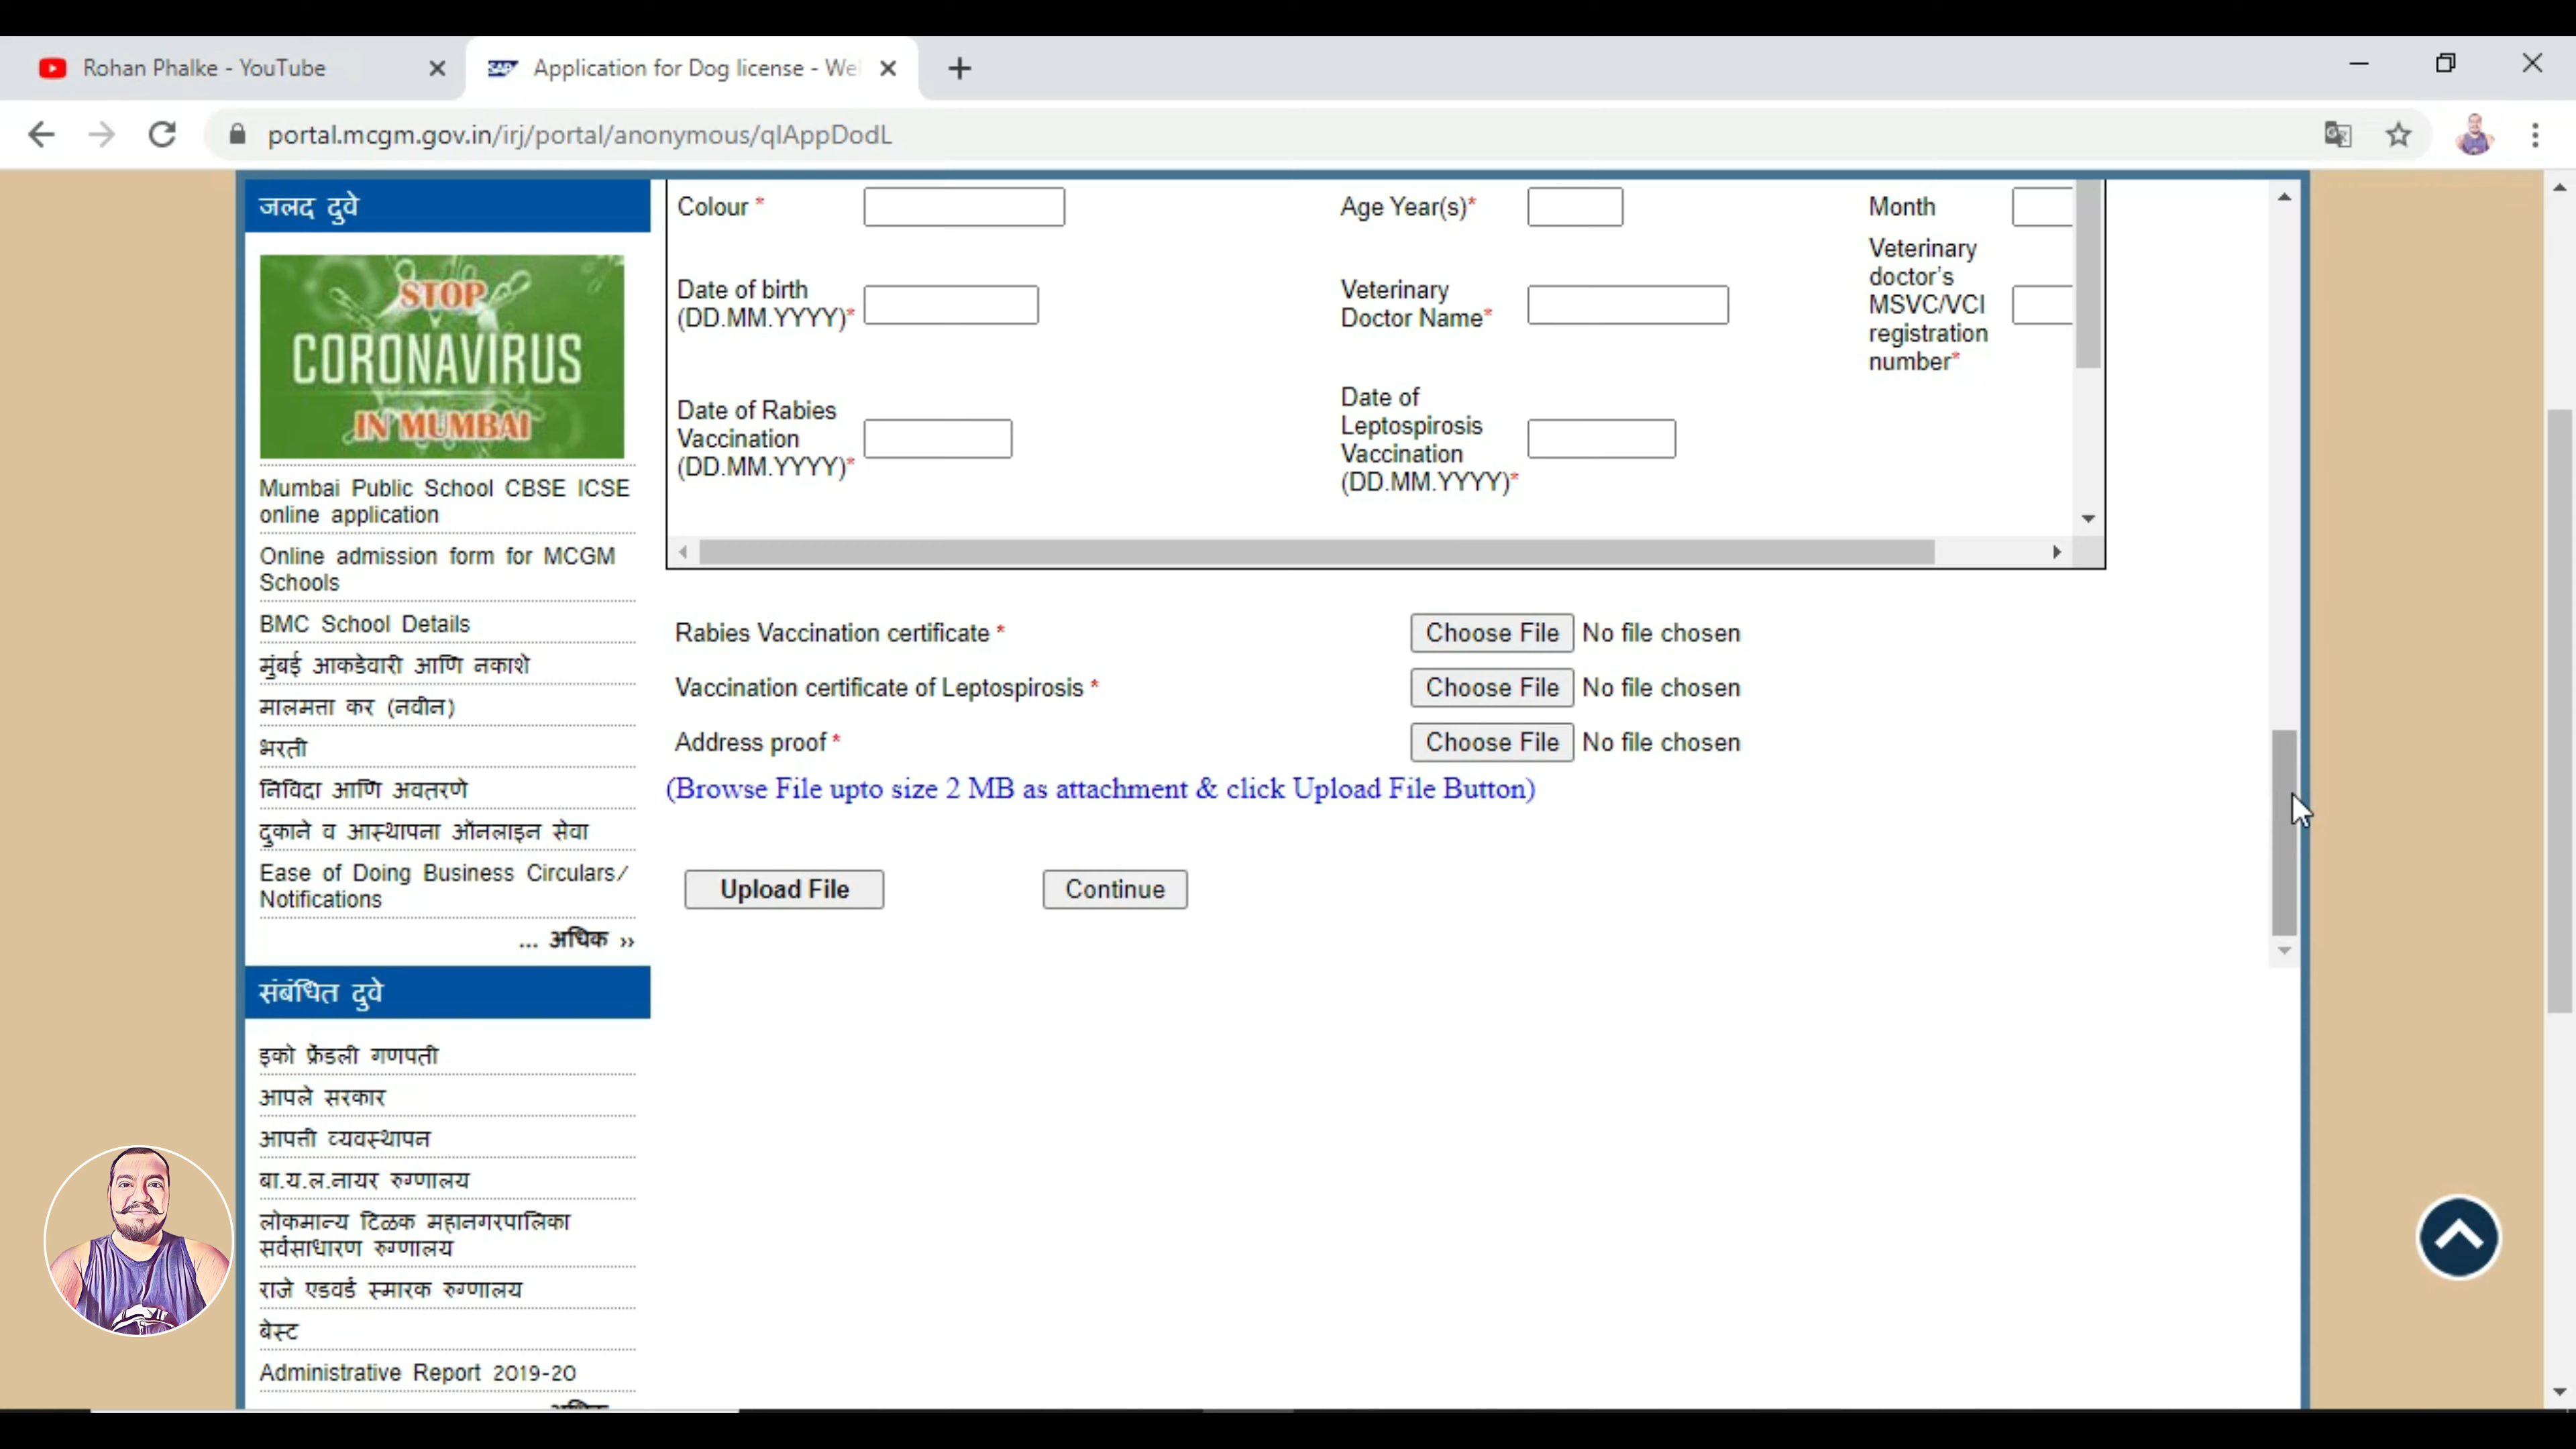 Rohan Phalke - YouTube
Application for Dog license - Wel
portal.mcgm.gov.in/irj/portal/anonymous/qlAppDodL
जलद दुवे
STOP
CORONAVIRUS
IN MUMBAI
Mumbai Public School CBSE ICSE
online application
Online admission form for MCGM
Schools
BMC School Details
मुंबई आकडेवारी आणि नकाशे
मालमत्ता कर (नवीन)
भरती
निविदा आणि अवतरणे
दुकाने व आस्थापना ऑनलाइन सेवा
Ease of Doing Business Circulars/
Notifications
... अधिक ››
संबंधित दुवे
इको फ्रेंडली गणपती
आपले सरकार
आपत्ती व्यवस्थापन
बा.य.ल.नायर रुग्णालय
लोकमान्य टिळक महानगरपालिका
सर्वसाधारण रुग्णालय
राजे एडवर्ड स्मारक रुग्णालय
बेस्ट
Administrative Report 2019-20
Colour *
Age Year(s)*
Month
Date of birth
(DD.MM.YYYY)*
Veterinary
Doctor Name*
Veterinary
doctor's
MSVC/VCI
registration
number*
Date of Rabies
Vaccination
(DD.MM.YYYY)*
Date of
Leptospirosis
Vaccination
(DD.MM.YYYY)*
Rabies Vaccination certificate * Choose File No file chosen
Vaccination certificate of Leptospirosis * Choose File No file chosen
Address proof * Choose File No file chosen
(Browse File upto size 2 MB as attachment & click Upload File Button)
Upload File Continue